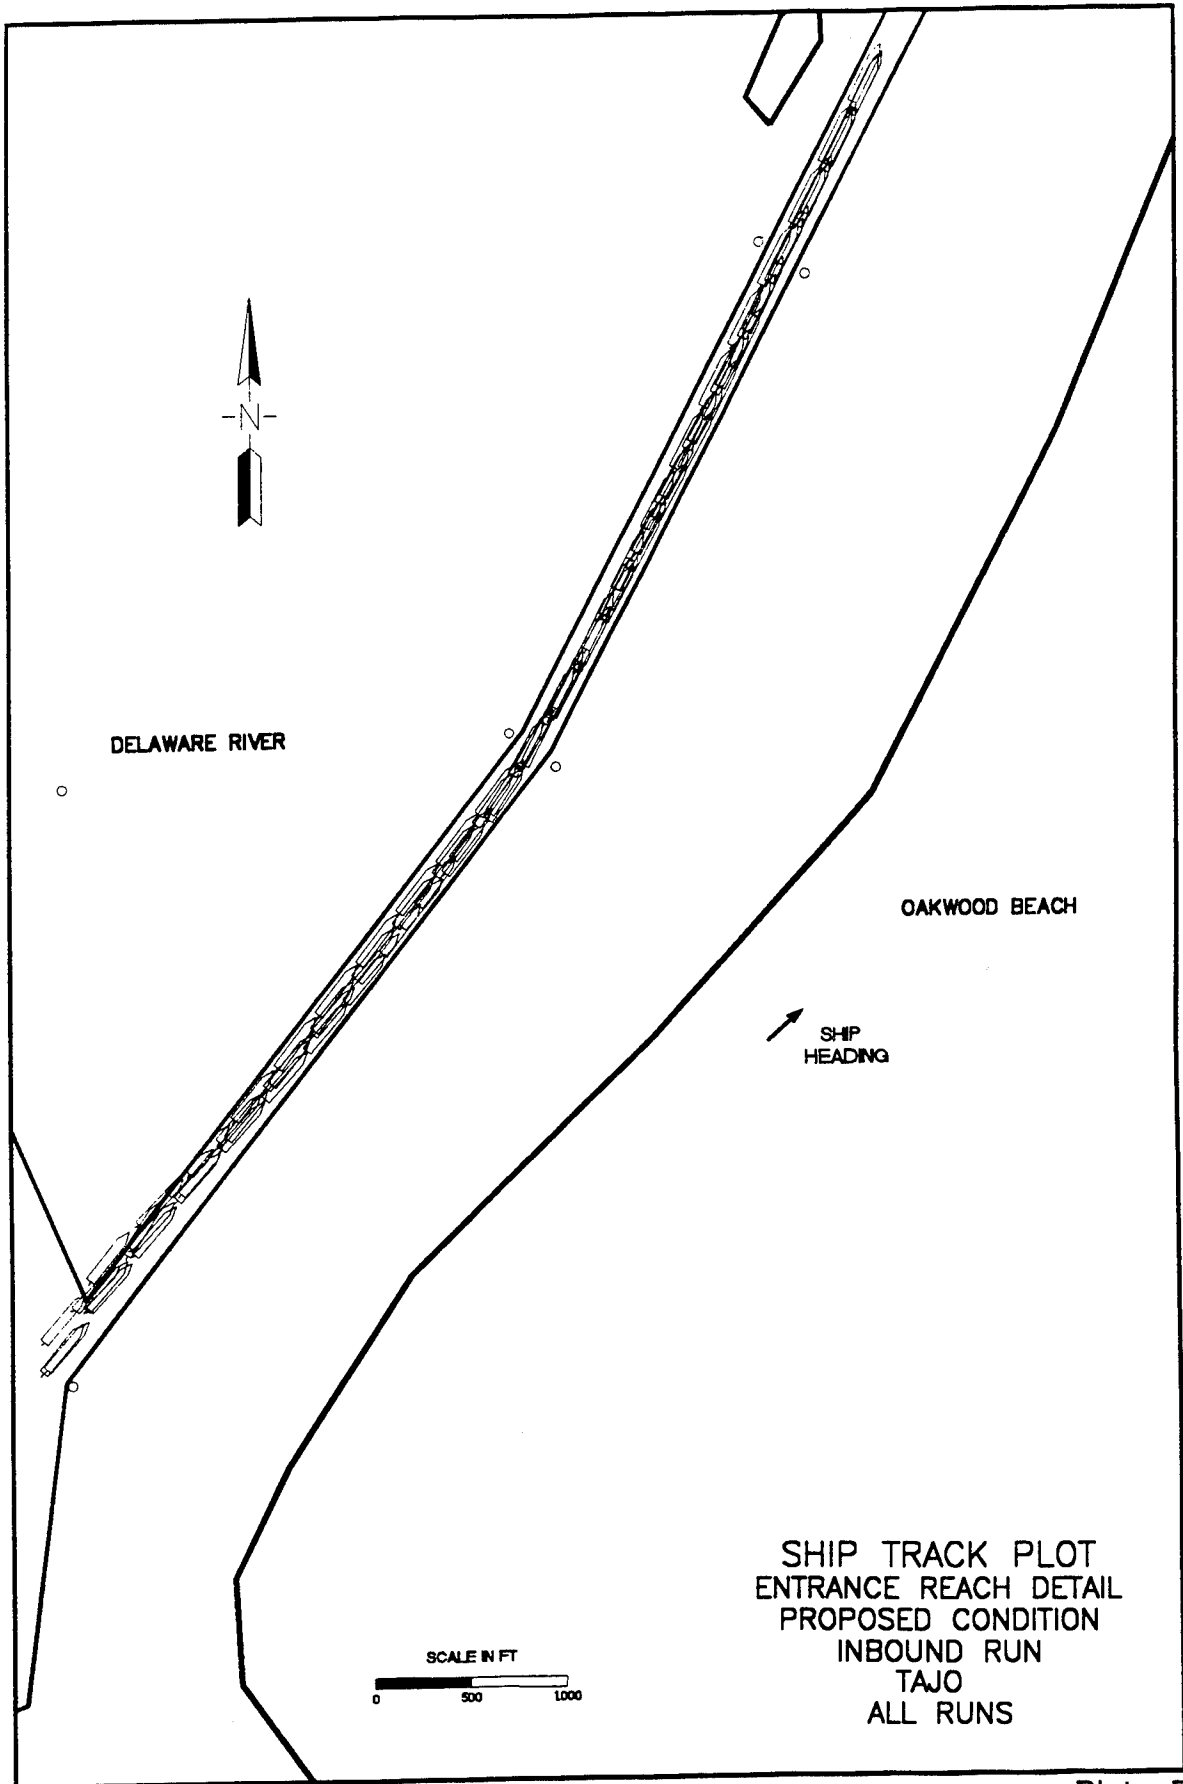 -N-
DELAWARE RIVER
OAKWOOD BEACH
SHIP
HEADING
SHIP TRACK PLOT
ENTRANCE REACH DETAIL
PROPOSED CONDITION
INBOUND RUN
TAJO
ALL RUNS
SCALE IN FT
0 500 1000